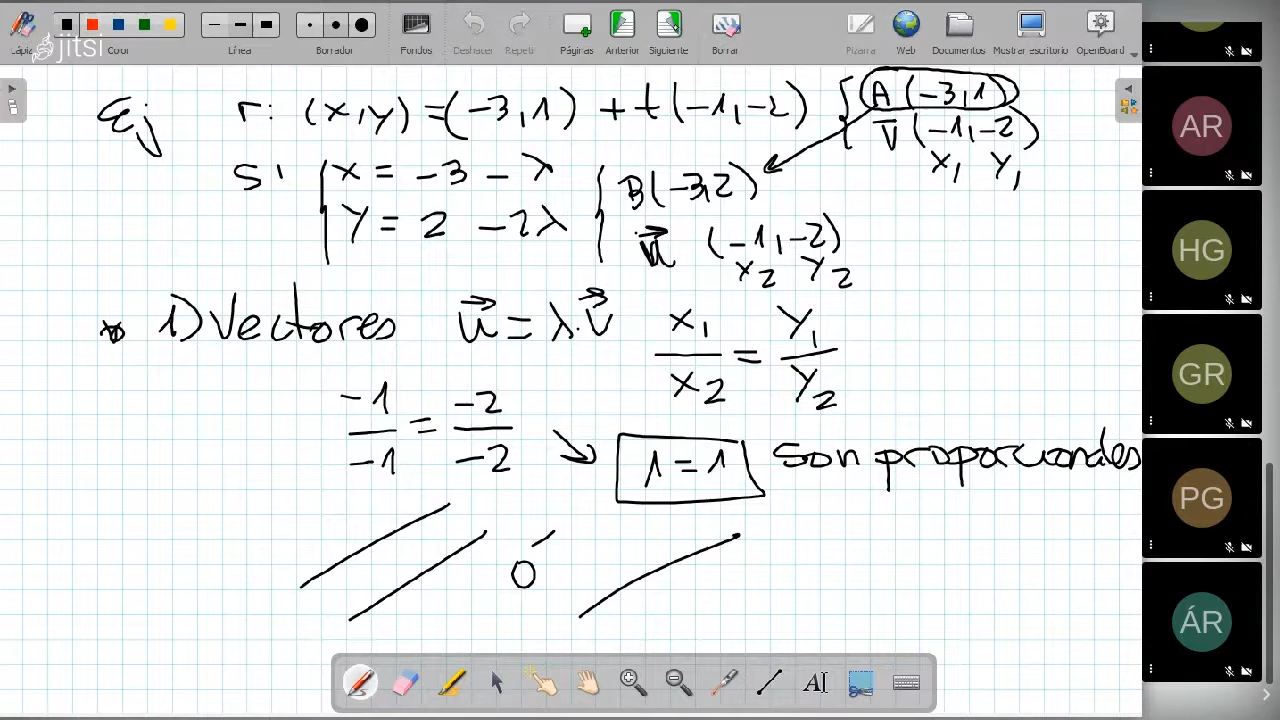 Lápiz Color Línea Borrador Fondos Deshacer Repetir Páginas Anterior Siguiente Borrar Pizarra Web Documentos Mostrar escritorio OpenBoard
jitsi
Ej r: (x,y) = (-3,1) + t(-1,-2) { A (-3,1)
v (-1,-2)
x₁ y₁
s: { x = -3 - λ { B(-3,2)
y = 2 - 2λ u (-1,-2)
x₂ y₂
* 1) Vectores u = λ·v x₁/x₂ = y₁/y₂
-1/-1 = -2/-2 ↘ 1 = 1 son proporcionales
ó
AR
HG
GR
PG
ÁR
AI